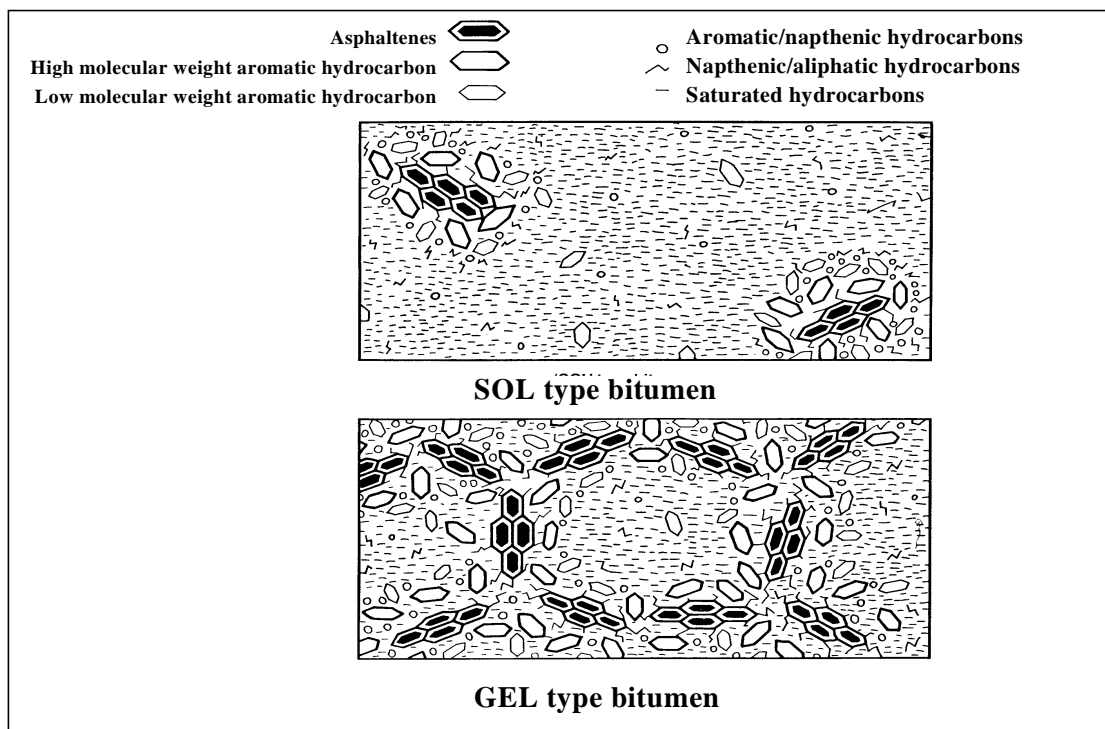 Asphaltenes
High molecular weight aromatic hydrocarbon
Low molecular weight aromatic hydrocarbon
Aromatic/napthenic hydrocarbons
Napthenic/aliphatic hydrocarbons
Saturated hydrocarbons
SOL type bitumen
GEL type bitumen